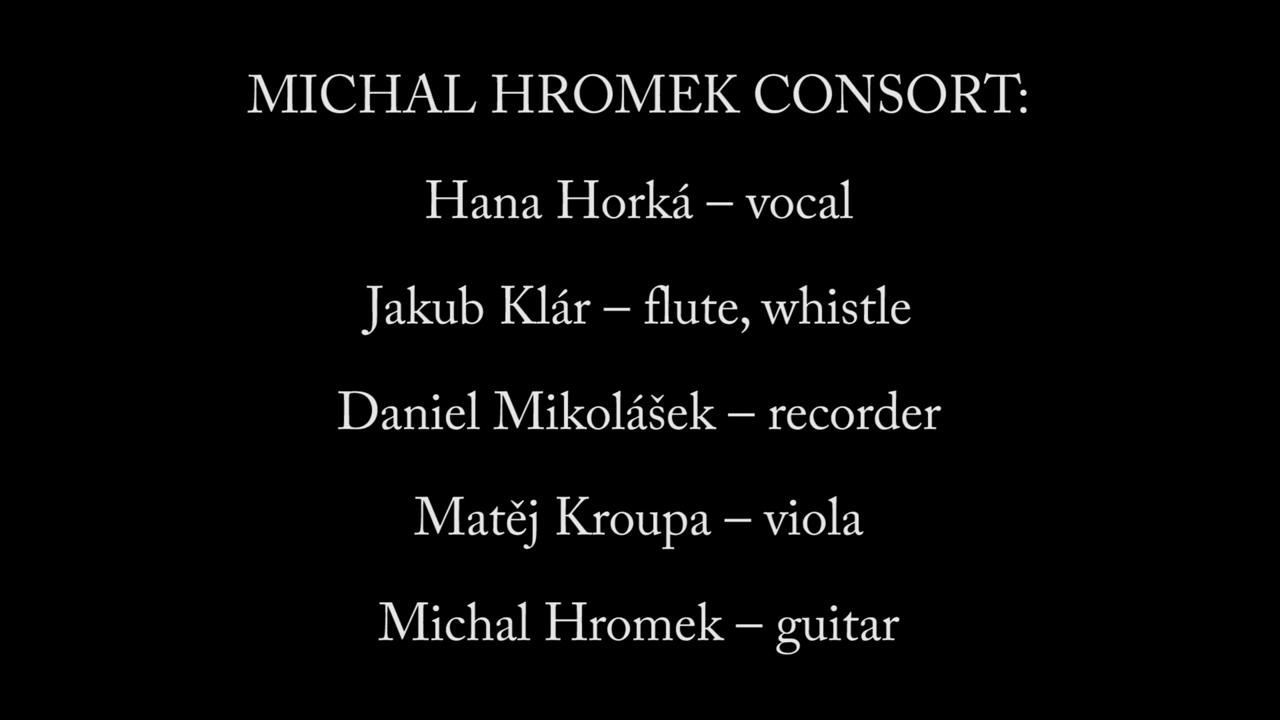 MICHAL HROMEK CONSORT:
Hana Horká – vocal
Jakub Klár – flute, whistle
Daniel Mikolášek – recorder
Matěj Kroupa – viola
Michal Hromek – guitar